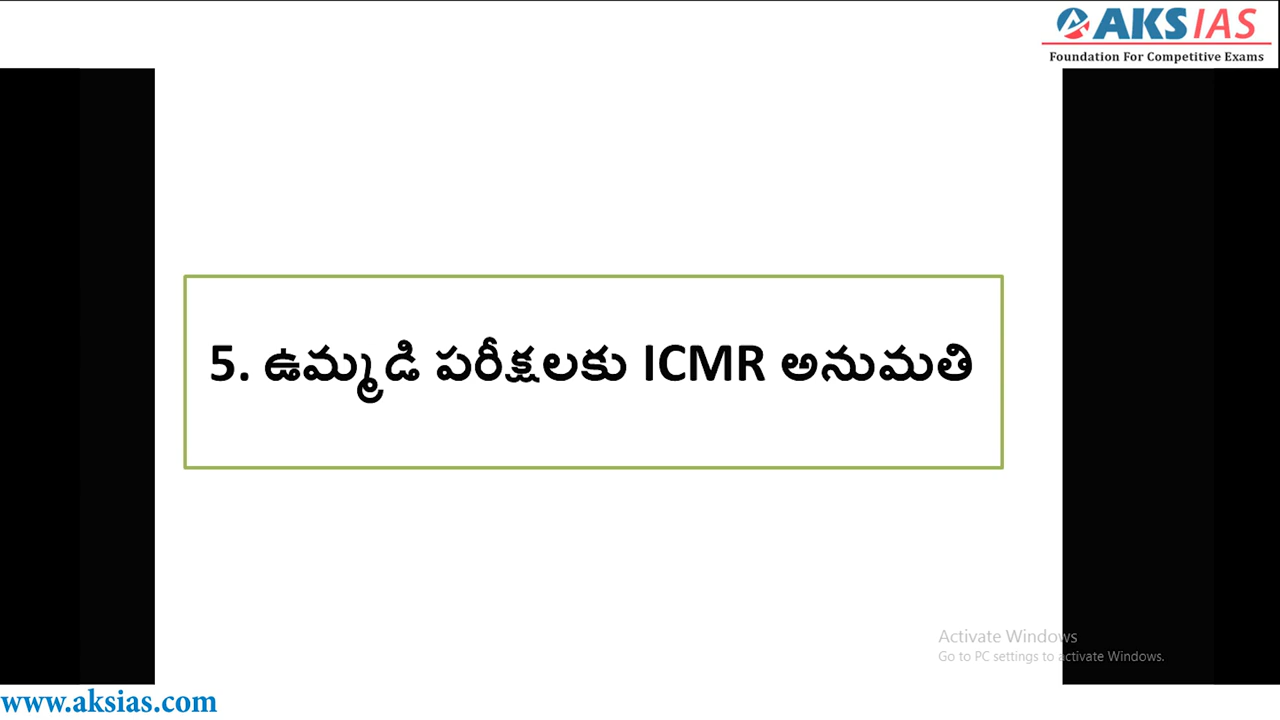 AKS IAS
Foundation For Competitive Exams
5. ఉమ్మడి పరీక్షలకు ICMR అనుమతి
Activate Windows
Go to PC settings to activate Windows.
www.aksias.com